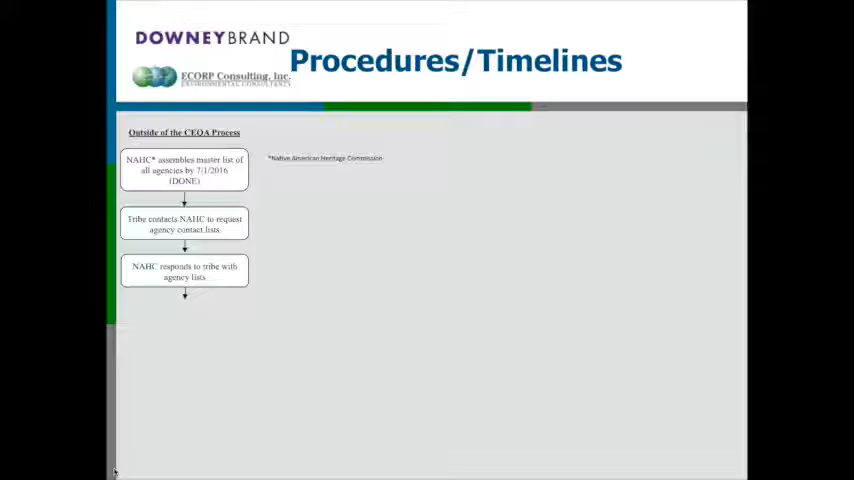 DOWNEYBRAND
ECORP Consulting, Inc.
ENVIRONMENTAL CONSULTANTS
Procedures/Timelines
Outside of the CEQA Process
NAHC* assembles master list of
all agencies by 7/1/2016
(DONE)
*Native American Heritage Commission
Tribe contacts NAHC to request
agency contact lists
NAHC responds to tribe with
agency lists